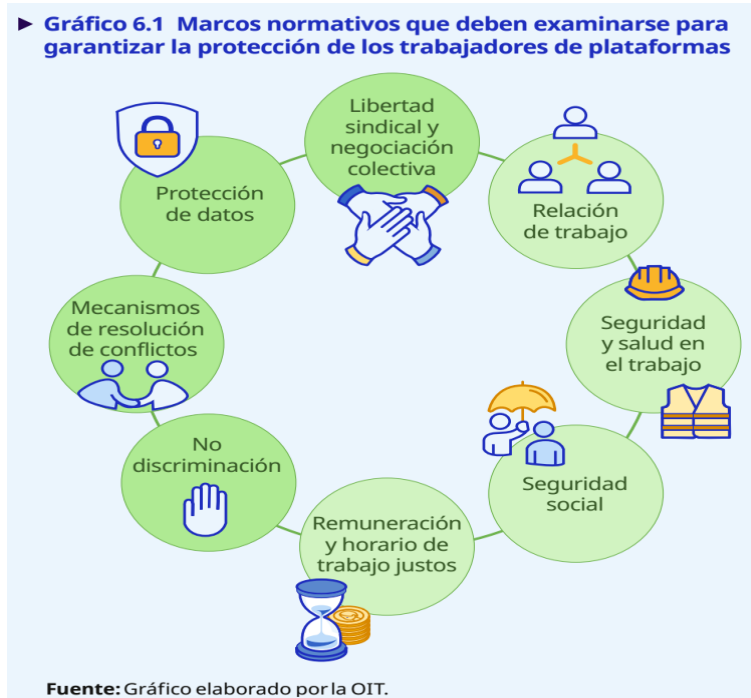 ► Gráfico 6.1 Marcos normativos que deben examinarse para
garantizar la protección de los trabajadores de plataformas
Libertad
sindical y
negociación
colectiva
Relación
de trabajo
Seguridad
y salud en
el trabajo
Seguridad
social
Remuneración
y horario de
trabajo justos
No
discriminación
Mecanismos
de resolución
de conflictos
Protección
de datos
Fuente: Gráfico elaborado por la OIT.